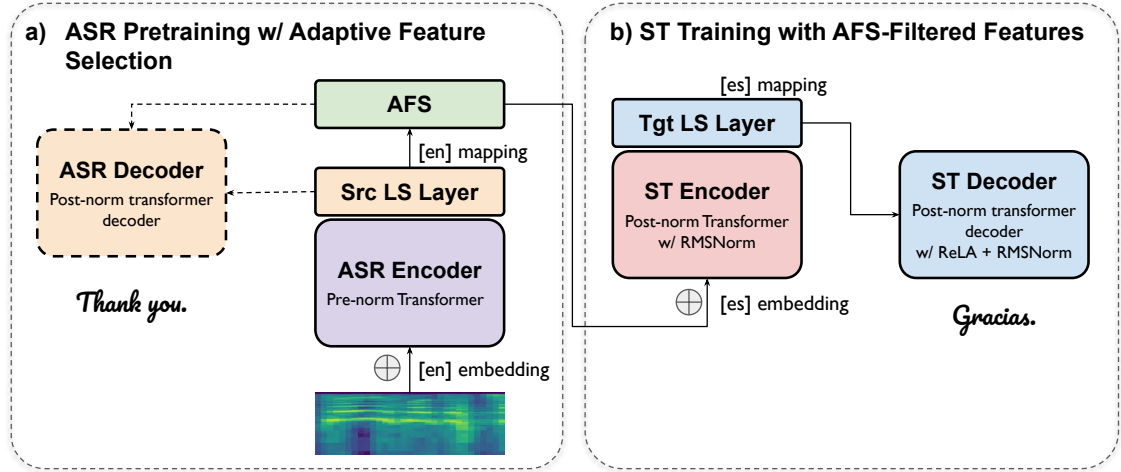 a) ASR Pretraining w/ Adaptive Feature
Selection
AFS
[en] mapping
ASR Decoder
Post-norm transformer
decoder
Src LS Layer
ASR Encoder
Pre-norm Transformer
Thank you.
[en] embedding
b) ST Training with AFS-Filtered Features
[es] mapping
Tgt LS Layer
ST Encoder
Post-norm Transformer
w/ RMSNorm
ST Decoder
Post-norm transformer
decoder
w/ ReLA + RMSNorm
[es] embedding
Gracias.